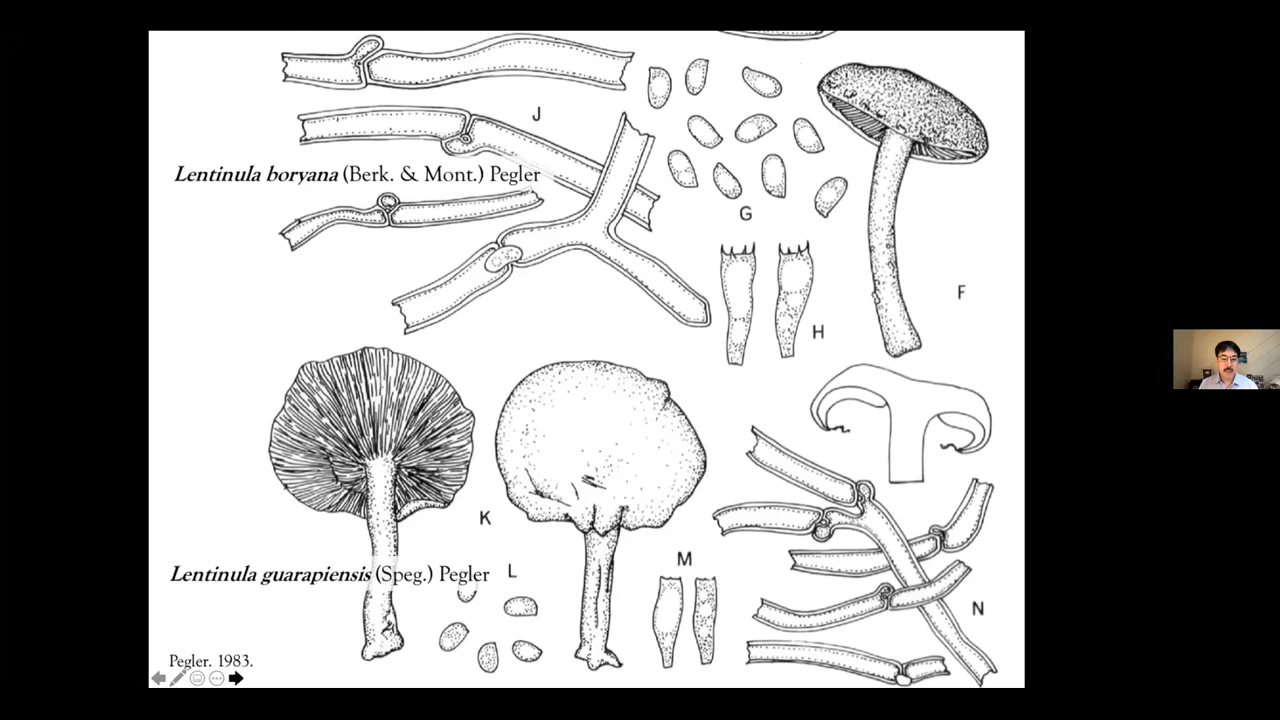 J
Lentinula boryana (Berk. & Mont.) Pegler
G
F
H
K
M
Lentinula guarapiensis (Speg.) Pegler
L
N
Pegler. 1983.